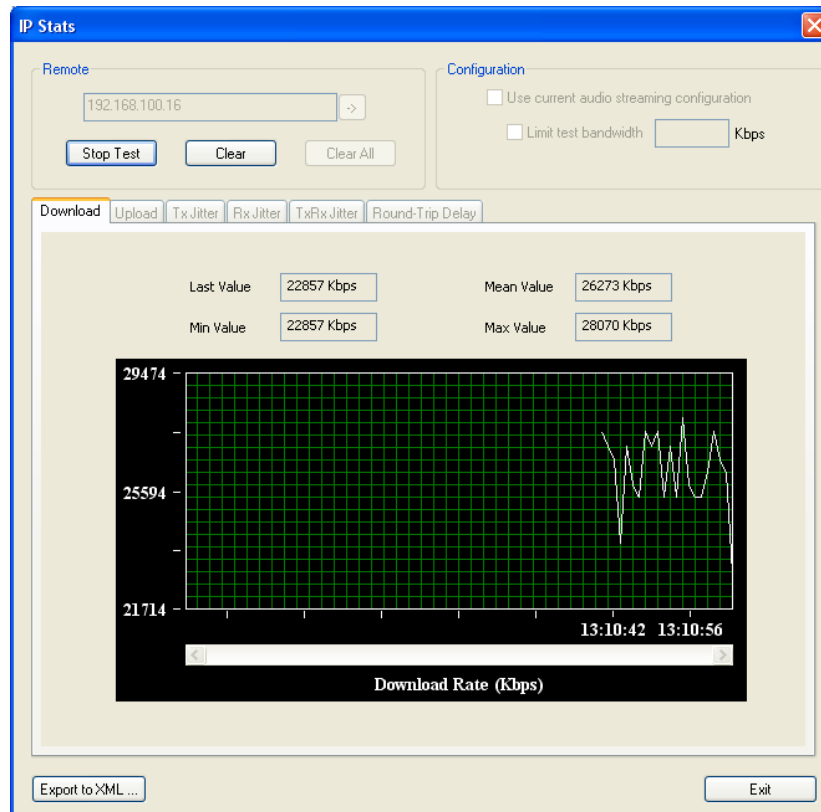 IP Stats
Remote
Configuration
192.168.100.16
->
Use current audio streaming configuration
Limit test bandwidth
Kbps
Stop Test
Clear
Clear All
Download
Upload
Tx Jitter
Rx Jitter
TxRx Jitter
Round-Trip Delay
Last Value
22857 Kbps
Mean Value
26273 Kbps
Min Value
22857 Kbps
Max Value
28070 Kbps
29474
25594
21714
13:10:42
13:10:56
Download Rate (Kbps)
Export to XML ...
Exit